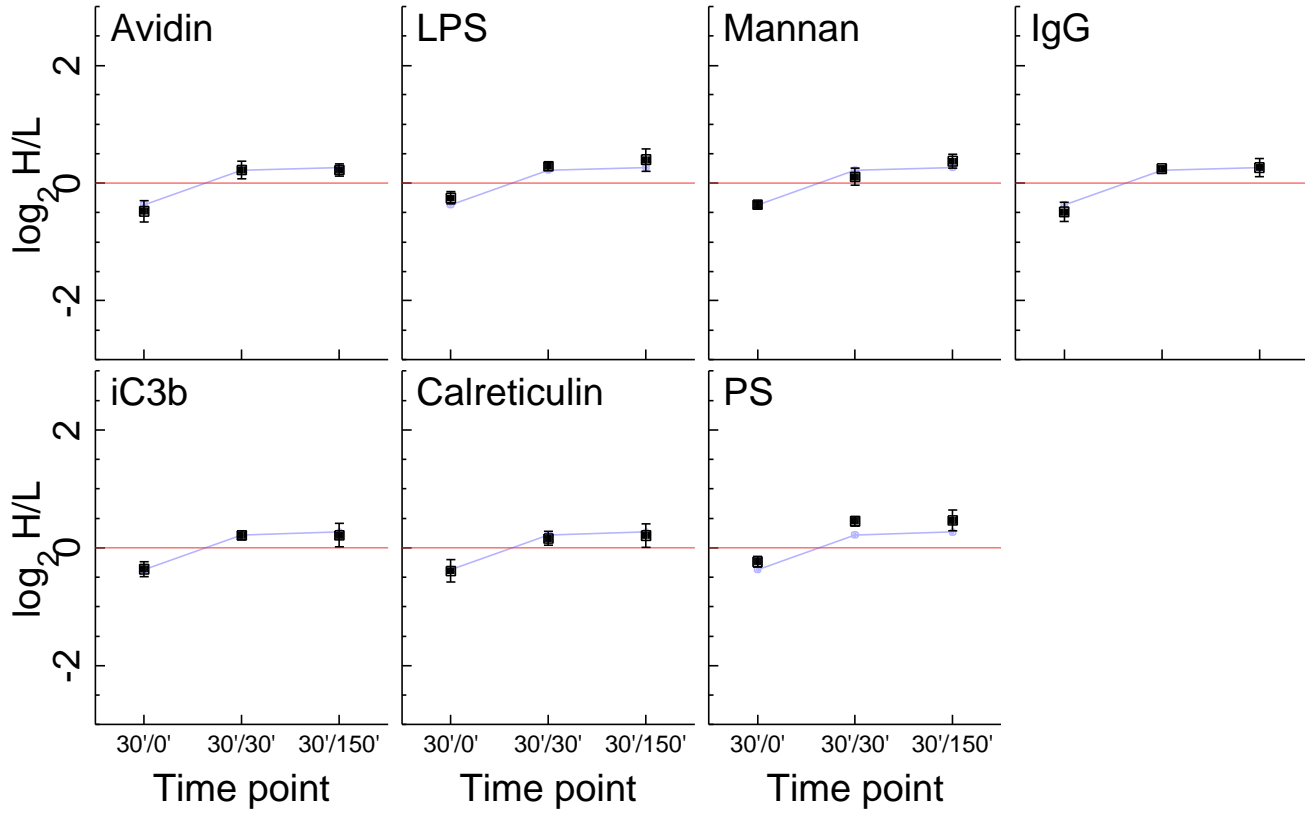 Avidin LPS Mannan IgG
2
0
-2
log2 H/L
iC3b Calreticulin PS
2
0
-2
log2 H/L
30'/0' 30'/30' 30'/150' 30'/0' 30'/30' 30'/150' 30'/0' 30'/30' 30'/150'
Time point Time point Time point